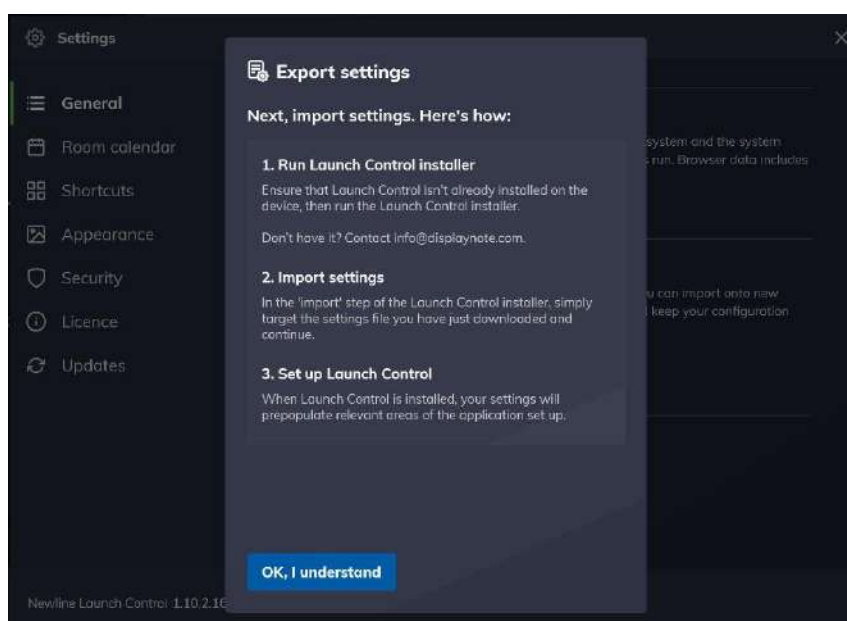 Settings
General
Room calendar
Shortcuts
Appearance
Security
Licence
Updates
Newline Launch Control 1.10.2.16
Export settings
Next, import settings. Here's how:
1. Run Launch Control installer
Ensure that Launch Control isn't already installed on the
device, then run the Launch Control installer.
Don't have it? Contact info@displaynote.com.
2. Import settings
In the 'import' step of the Launch Control installer, simply
target the settings file you have just downloaded and
continue.
3. Set up Launch Control
When Launch Control is installed, your settings will
prepopulate relevant areas of the application set up.
OK, I understand
system and the system
run. Browser data includes
can import onto new
keep your configuration